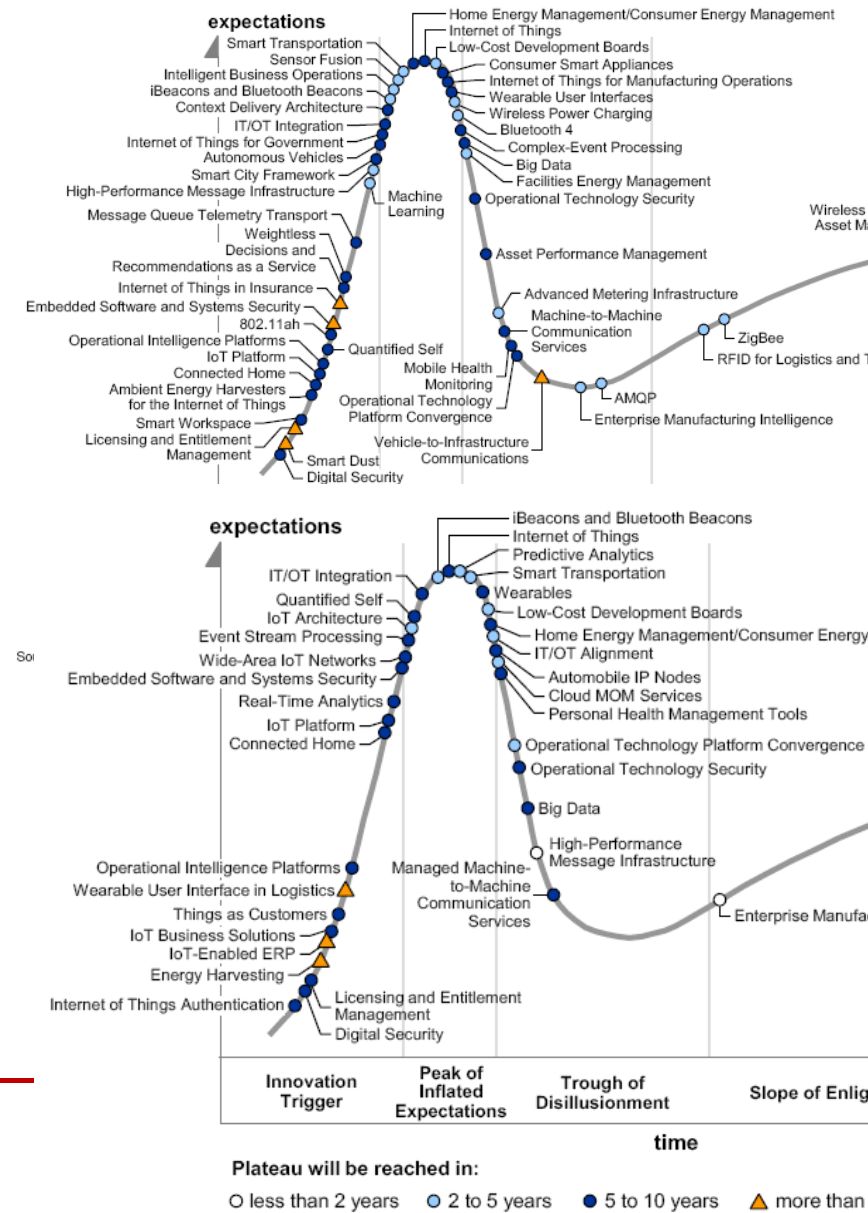 expectations
Home Energy Management/Consumer Energy Management
Internet of Things
Low-Cost Development Boards
Smart Transportation
Sensor Fusion
Intelligent Business Operations
iBeacons and Bluetooth Beacons
Context Delivery Architecture
IT/OT Integration
Internet of Things for Government
Autonomous Vehicles
Smart City Framework
High-Performance Message Infrastructure
Machine
Learning
Message Queue Telemetry Transport
Weightless
Decisions and
Recommendations as a Service
Internet of Things in Insurance
Embedded Software and Systems Security
802.11ah
Operational Intelligence Platforms
Quantified Self
IoT Platform
Connected Home
Ambient Energy Harvesters
for the Internet of Things
Smart Workspace
Licensing and Entitlement
Management
Smart Dust
Digital Security
Consumer Smart Appliances
Internet of Things for Manufacturing Operations
Wearable User Interfaces
Wireless Power Charging
Bluetooth 4
Complex-Event Processing
Big Data
Facilities Energy Management
Operational Technology Security
Asset Performance Management
Advanced Metering Infrastructure
Machine-to-Machine
Communication
Services
Mobile Health
Monitoring
Operational Technology
Platform Convergence
Vehicle-to-Infrastructure
Communications
AMQP
Enterprise Manufacturing Intelligence
Wireless
Asset Ma
ZigBee
RFID for Logistics and T
expectations
iBeacons and Bluetooth Beacons
Internet of Things
Predictive Analytics
Smart Transportation
IT/OT Integration
Quantified Self
IoT Architecture
Event Stream Processing
Wide-Area IoT Networks
Embedded Software and Systems Security
Real-Time Analytics
IoT Platform
Connected Home
Operational Intelligence Platforms
Wearable User Interface in Logistics
Things as Customers
IoT Business Solutions
IoT-Enabled ERP
Energy Harvesting
Internet of Things Authentication
Licensing and Entitlement
Management
Digital Security
Wearables
Low-Cost Development Boards
Home Energy Management/Consumer Energy
IT/OT Alignment
Automobile IP Nodes
Cloud MOM Services
Personal Health Management Tools
Operational Technology Platform Convergence
Operational Technology Security
Big Data
High-Performance
Message Infrastructure
Managed Machine-
to-Machine
Communication
Services
Enterprise Manufac
Sou
Innovation
Trigger
Peak of
Inflated
Expectations
Trough of
Disillusionment
Slope of Enlig
time
Plateau will be reached in:
less than 2 years
2 to 5 years
5 to 10 years
more than